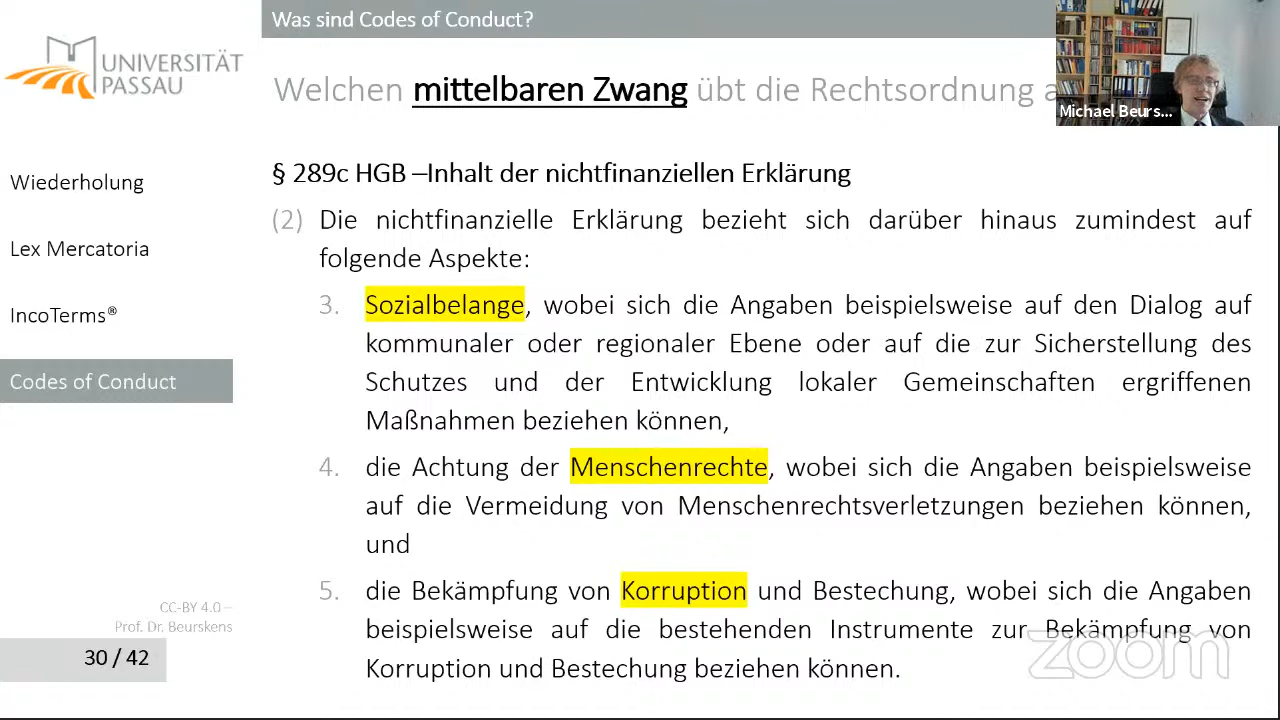 Was sind Codes of Conduct?
UNIVERSITÄT
PASSAU
Welchen mittelbaren Zwang übt die Rechtsordnung
Michael Beurs...
§ 289c HGB –Inhalt der nichtfinanziellen Erklärung
Wiederholung
(2) Die nichtfinanzielle Erklärung bezieht sich darüber hinaus zumindest auf
folgende Aspekte:
Lex Mercatoria
3. Sozialbelange, wobei sich die Angaben beispielsweise auf den Dialog auf
kommunaler oder regionaler Ebene oder auf die zur Sicherstellung des
Schutzes und der Entwicklung lokaler Gemeinschaften ergriffenen
Maßnahmen beziehen können,
IncoTerms®
Codes of Conduct
4. die Achtung der Menschenrechte, wobei sich die Angaben beispielsweise
auf die Vermeidung von Menschenrechtsverletzungen beziehen können,
und
5. die Bekämpfung von Korruption und Bestechung, wobei sich die Angaben
beispielsweise auf die bestehenden Instrumente zur Bekämpfung von
Korruption und Bestechung beziehen können.
CC-BY 4.0 –
Prof. Dr. Beurskens
30 / 42
zoom